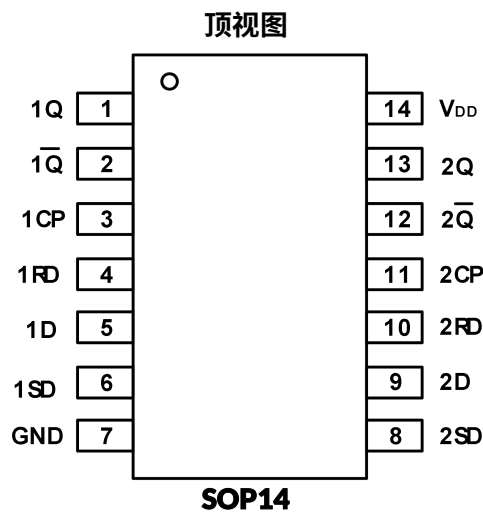 顶视图
1Q 1 14 VDD
1Q̅ 2 13 2Q
1CP 3 12 2Q̅
1RD 4 11 2CP
1D 5 10 2RD
1SD 6 9 2D
GND 7 8 2SD
SOP14